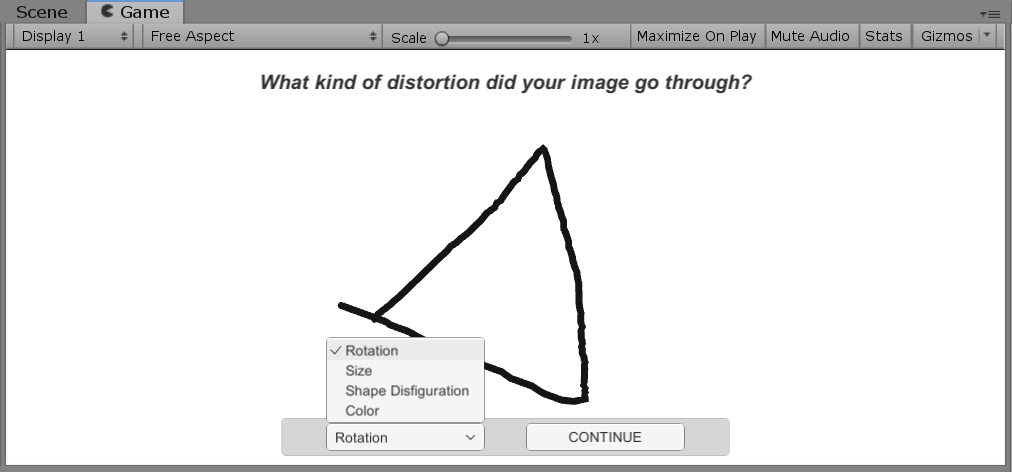 Scene Game
Display 1 Free Aspect Scale 1x Maximize On Play Mute Audio Stats Gizmos
What kind of distortion did your image go through?
Rotation
Size
Shape Disfiguration
Color
Rotation CONTINUE